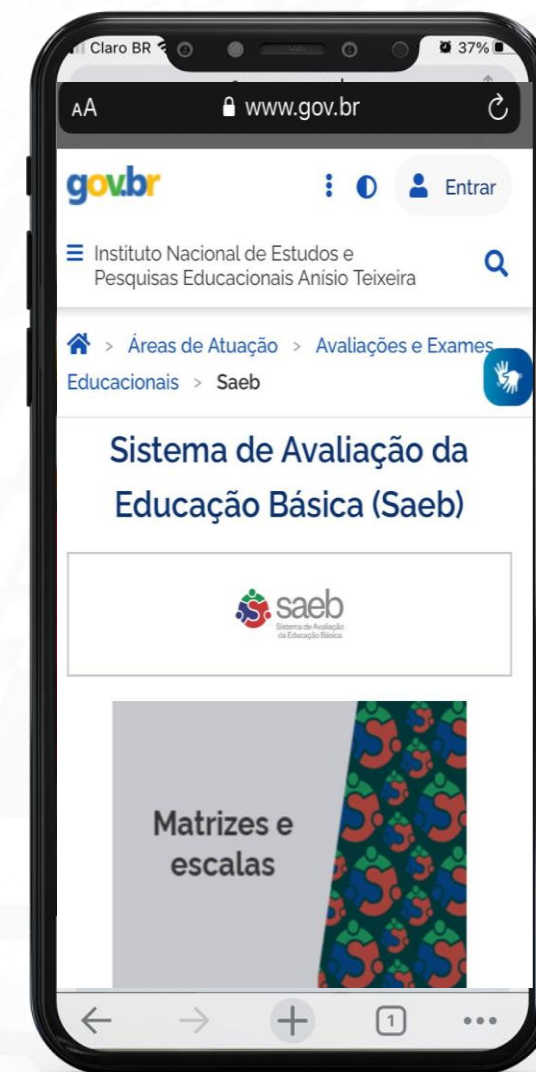 Claro BR 37%
AA www.gov.br
gov.br Entrar
Instituto Nacional de Estudos e
Pesquisas Educacionais Anísio Teixeira
> Áreas de Atuação > Avaliações e Exames
Educacionais > Saeb
Sistema de Avaliação da
Educação Básica (Saeb)
saeb
Sistema de Avaliação
da Educação Básica
Matrizes e
escalas
1